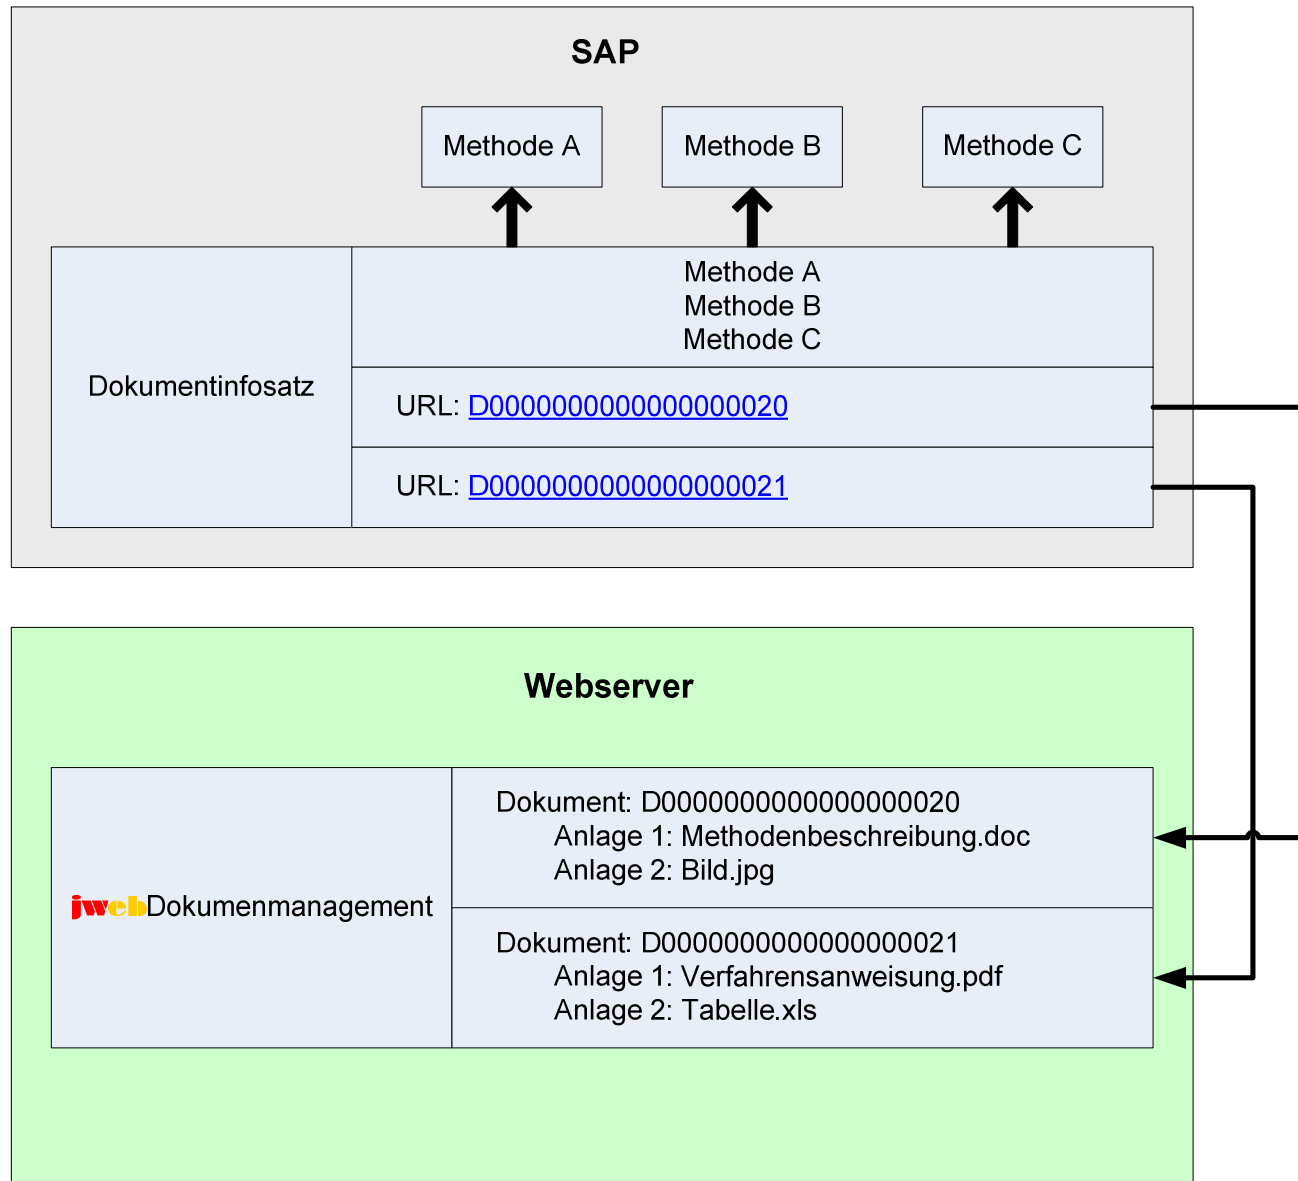 SAP
Methode A
Methode B
Methode C
Methode A
Methode B
Methode C
Dokumentinfosatz
URL: D0000000000000000020
URL: D0000000000000000021
Webserver
Dokument: D0000000000000000020
Anlage 1: Methodenbeschreibung.doc
Anlage 2: Bild.jpg
jwebDokumenmanagement
Dokument: D0000000000000000021
Anlage 1: Verfahrensanweisung.pdf
Anlage 2: Tabelle.xls